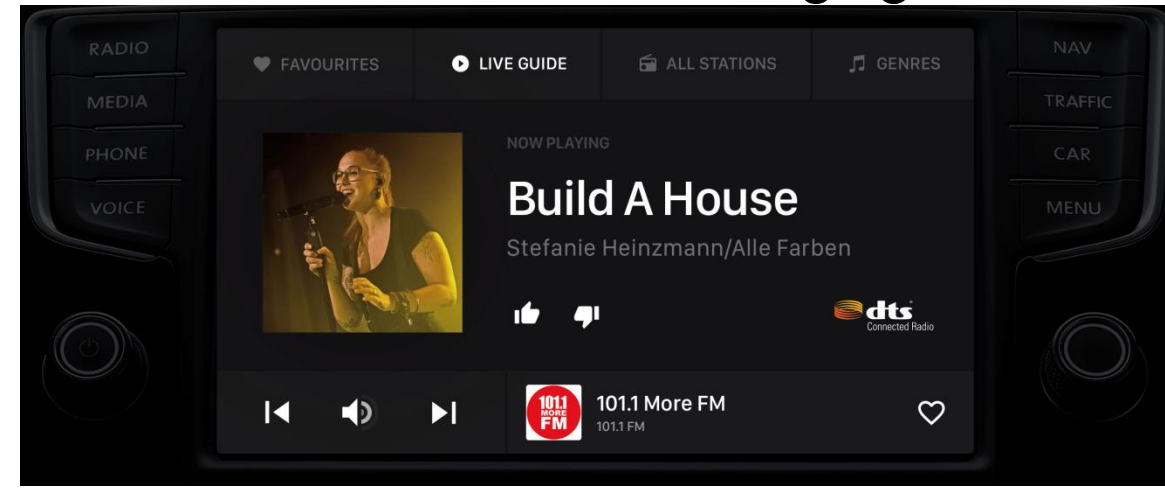 RADIO
MEDIA
PHONE
VOICE
FAVOURITES
LIVE GUIDE
ALL STATIONS
GENRES
NOW PLAYING
Build A House
Stefanie Heinzmann/Alle Farben
dts
Connected Radio
101.1
MORE
FM
101.1 More FM
101.1 FM
NAV
TRAFFIC
CAR
MENU